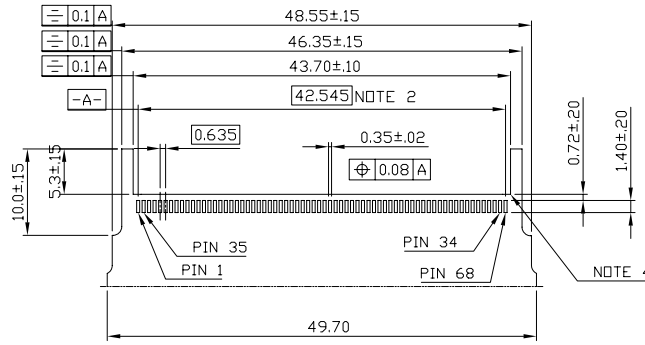 ⌯ 0.1 A
48.55±.15
⌯ 0.1 A
46.35±.15
⌯ 0.1 A
43.70±.10
-A-
42.545 NOTE 2
0.635
0.35±.02
⌖ 0.08 A
10.0±.15
5.3±.15
0.72±.20
1.40±.20
PIN 35
PIN 34
PIN 1
PIN 68
NOTE 4
49.70